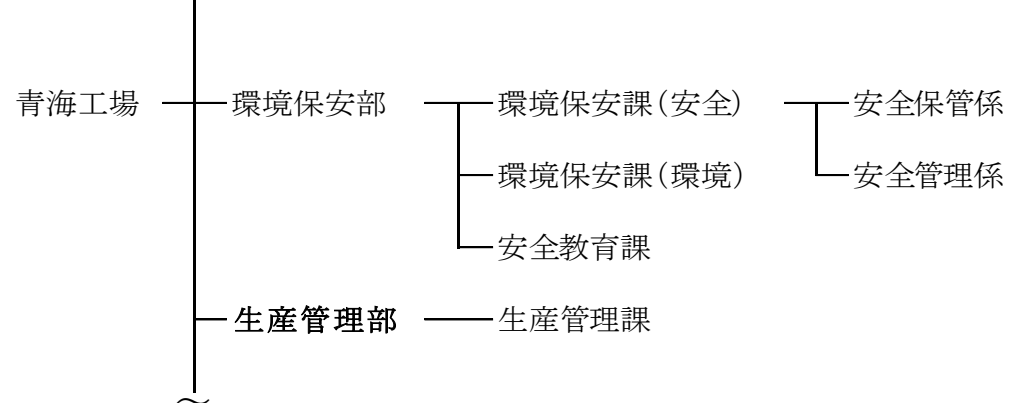 青海工場 環境保安部 環境保安課(安全) 安全保管係
環境保安課(環境) 安全管理係
安全教育課
生産管理部 生産管理課